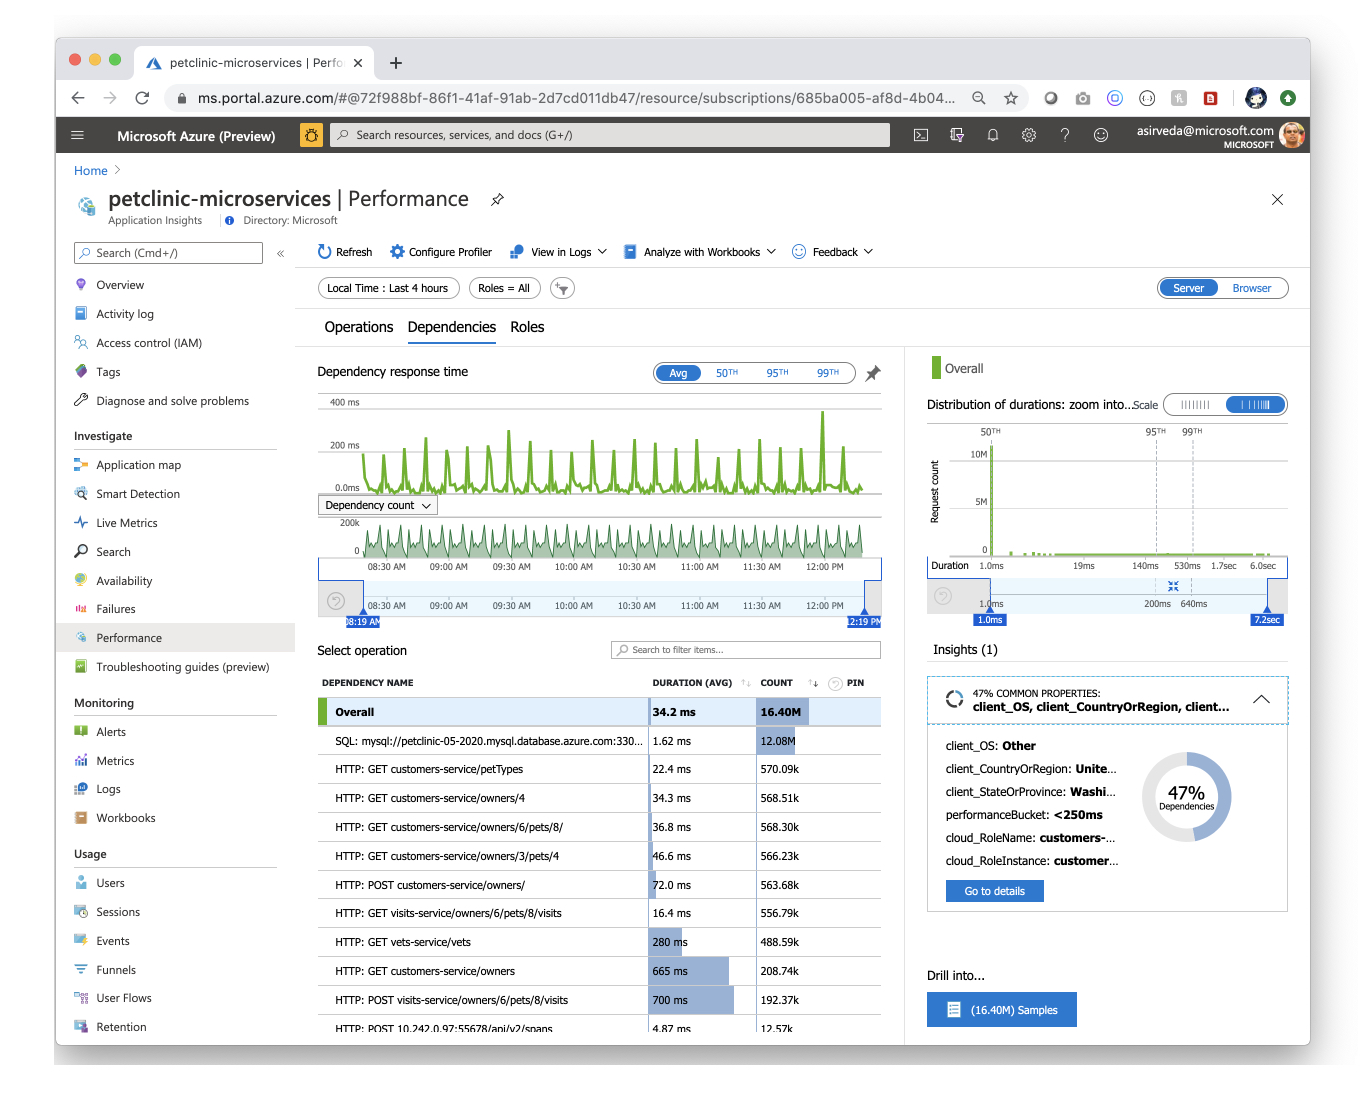 petclinic-microservices | Perfo
ms.portal.azure.com/#@72f988bf-86f1-41af-91ab-2d7cd011db47/resource/subscriptions/685ba005-af8d-4b04...
Microsoft Azure (Preview)
Search resources, services, and docs (G+/)
asirveda@microsoft.com
MICROSOFT
Home
petclinic-microservices | Performance
Application Insights
Directory: Microsoft
Search (Cmd+/)
Overview
Activity log
Access control (IAM)
Tags
Diagnose and solve problems
Investigate
Application map
Smart Detection
Live Metrics
Search
Availability
Failures
Performance
Troubleshooting guides (preview)
Monitoring
Alerts
Metrics
Logs
Workbooks
Usage
Users
Sessions
Events
Funnels
User Flows
Retention
Refresh Configure Profiler View in Logs Analyze with Workbooks Feedback
Local Time : Last 4 hours Roles = All
Server Browser
Operations Dependencies Roles
Dependency response time
Avg 50TH 95TH 99TH
400 ms
200 ms
0.0ms
Dependency count
200k
0
08:30 AM 09:00 AM 09:30 AM 10:00 AM 10:30 AM 11:00 AM 11:30 AM 12:00 PM
08:30 AM 09:00 AM 09:30 AM 10:00 AM 10:30 AM 11:00 AM 11:30 AM 12:00 PM
08:19 AM 12:19 PM
Select operation
Search to filter items...
DEPENDENCY NAME DURATION (AVG) COUNT PIN
Overall 34.2 ms 16.40M
SQL: mysql://petclinic-05-2020.mysql.database.azure.com:330... 1.62 ms 12.08M
HTTP: GET customers-service/petTypes 22.4 ms 570.09k
HTTP: GET customers-service/owners/4 34.3 ms 568.51k
HTTP: GET customers-service/owners/6/pets/8/ 36.8 ms 568.30k
HTTP: GET customers-service/owners/3/pets/4 46.6 ms 566.23k
HTTP: POST customers-service/owners/ 72.0 ms 563.68k
HTTP: GET visits-service/owners/6/pets/8/visits 16.4 ms 556.79k
HTTP: GET vets-service/vets 280 ms 488.59k
HTTP: GET customers-service/owners 665 ms 208.74k
HTTP: POST visits-service/owners/6/pets/8/visits 700 ms 192.37k
HTTP: POST 10.242.0.97:55678/api/v2/spans 4.87 ms 12.57k
Overall
Distribution of durations: zoom into... Scale
50TH 95TH 99TH
Request count
10M
5M
0
Duration 1.0ms 19ms 140ms 530ms 1.7sec 6.0sec
1.0ms 200ms 640ms
1.0ms 7.2sec
Insights (1)
47% COMMON PROPERTIES:
client_OS, client_CountryOrRegion, client...
client_OS: Other
client_CountryOrRegion: Unite...
client_StateOrProvince: Washi...
performanceBucket: <250ms
cloud_RoleName: customers-...
cloud_RoleInstance: customer...
47%
Dependencies
Go to details
Drill into...
(16.40M) Samples